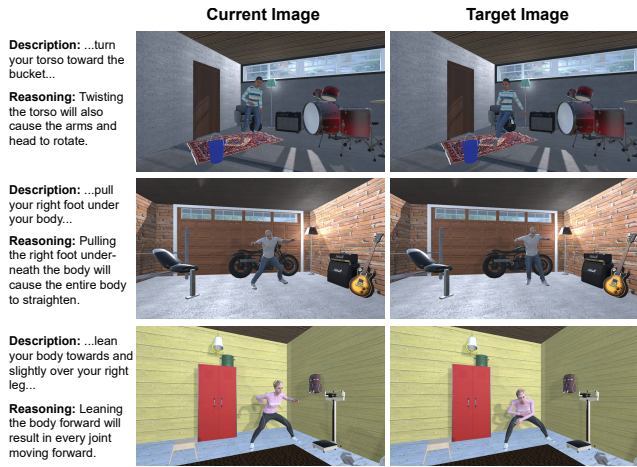 Current Image
Target Image
Description: ...turn
your torso toward the
bucket...
Reasoning: Twisting
the torso will also
cause the arms and
head to rotate.
Description: ...pull
your right foot under
your body...
Reasoning: Pulling
the right foot under-
neath the body will
cause the entire body
to straighten.
Description: ...lean
your body towards and
slightly over your right
leg...
Reasoning: Leaning
the body forward will
result in every joint
moving forward.